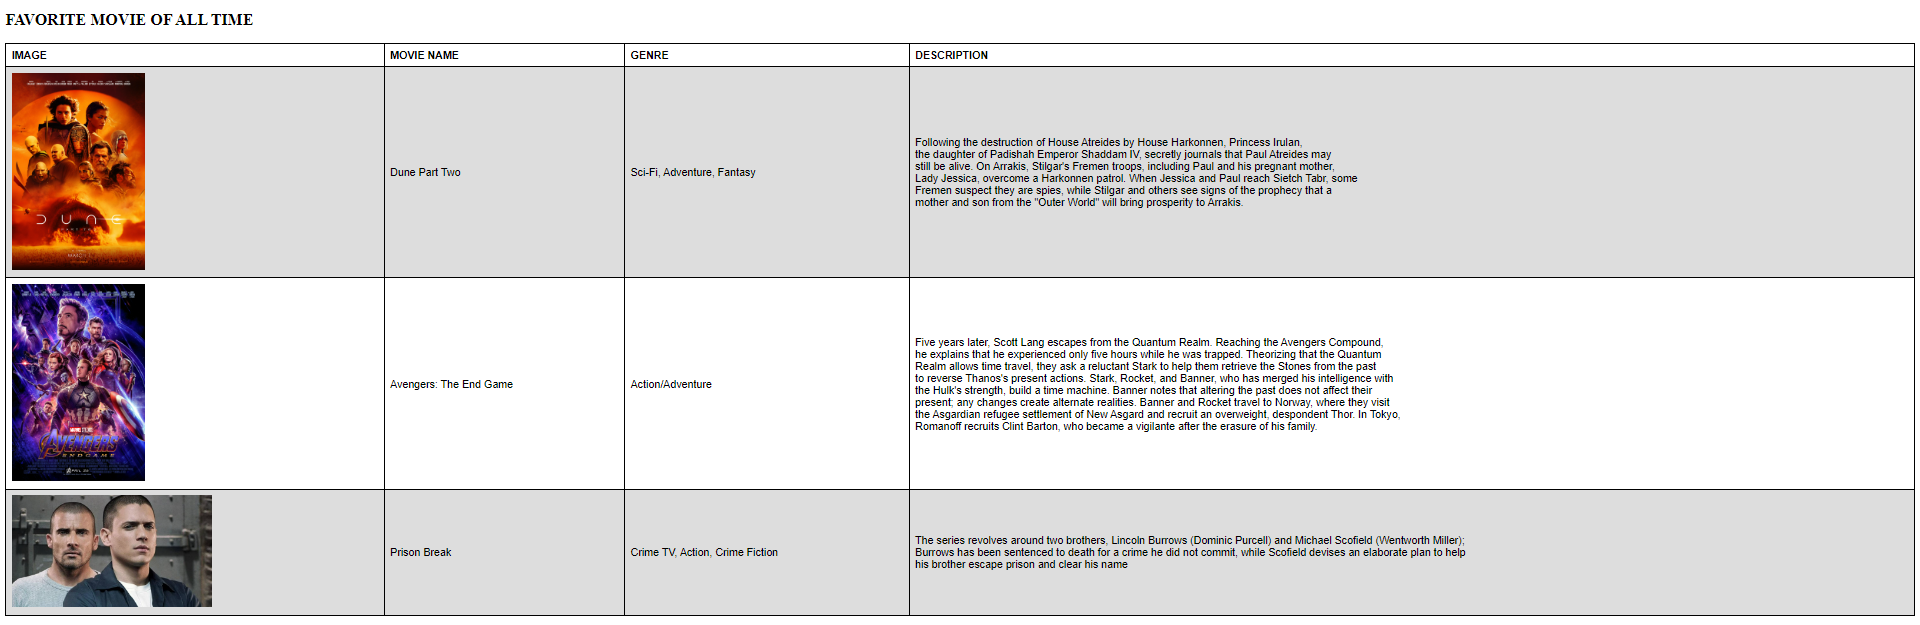 FAVORITE MOVIE OF ALL TIME
IMAGE MOVIE NAME GENRE DESCRIPTION
DUNE
Dune Part Two
Sci-Fi, Adventure, Fantasy
Following the destruction of House Atreides by House Harkonnen, Princess Irulan,
the daughter of Padishah Emperor Shaddam IV, secretly journals that Paul Atreides may
still be alive. On Arrakis, Stilgar's Fremen troops, including Paul and his pregnant mother,
Lady Jessica, overcome a Harkonnen patrol. When Jessica and Paul reach Sietch Tabr, some
Fremen suspect they are spies, while Stilgar and others see signs of the prophecy that a
mother and son from the "Outer World" will bring prosperity to Arrakis.
AVENGERS
ENDGAME
Avengers: The End Game
Action/Adventure
Five years later, Scott Lang escapes from the Quantum Realm. Reaching the Avengers Compound,
he explains that he experienced only five hours while he was trapped. Theorizing that the Quantum
Realm allows time travel, they ask a reluctant Stark to help them retrieve the Stones from the past
to reverse Thanos's present actions. Stark, Rocket, and Banner, who has merged his intelligence with
the Hulk's strength, build a time machine. Banner notes that altering the past does not affect their
present; any changes create alternate realities. Banner and Rocket travel to Norway, where they visit
the Asgardian refugee settlement of New Asgard and recruit an overweight, despondent Thor. In Tokyo,
Romanoff recruits Clint Barton, who became a vigilante after the erasure of his family.
Prison Break
Crime TV, Action, Crime Fiction
The series revolves around two brothers, Lincoln Burrows (Dominic Purcell) and Michael Scofield (Wentworth Miller);
Burrows has been sentenced to death for a crime he did not commit, while Scofield devises an elaborate plan to help
his brother escape prison and clear his name